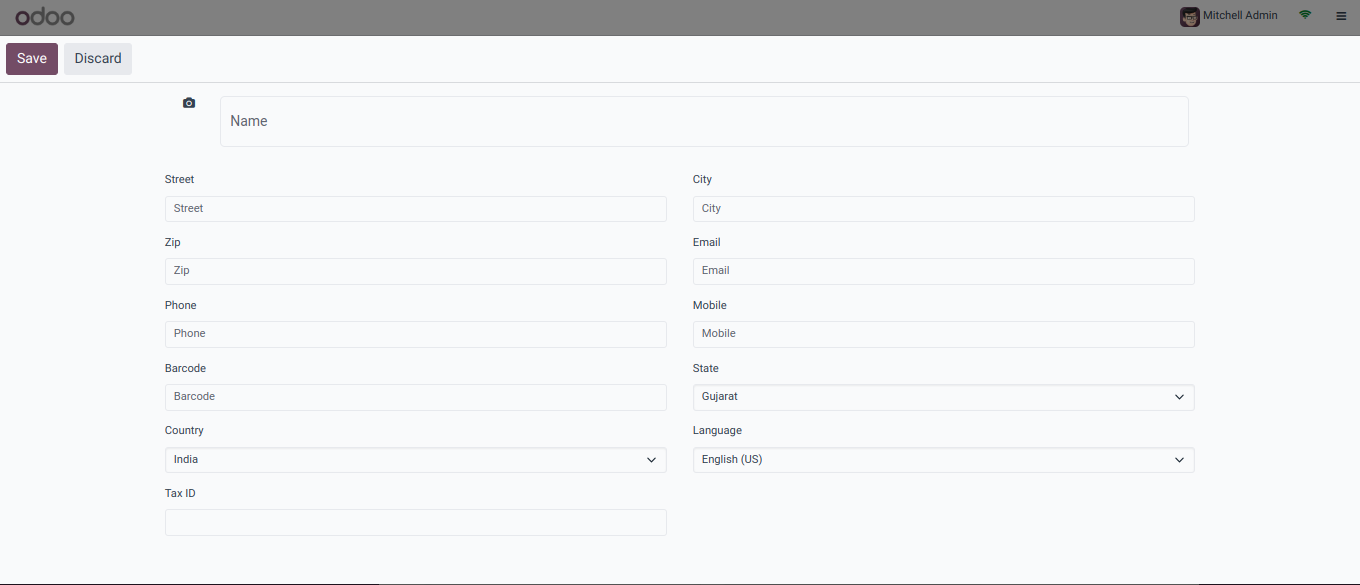 odoo
Mitchell Admin
Save Discard
Name
Street City
Street City
Zip Email
Zip Email
Phone Mobile
Phone Mobile
Barcode State
Barcode Gujarat
Country Language
India English (US)
Tax ID